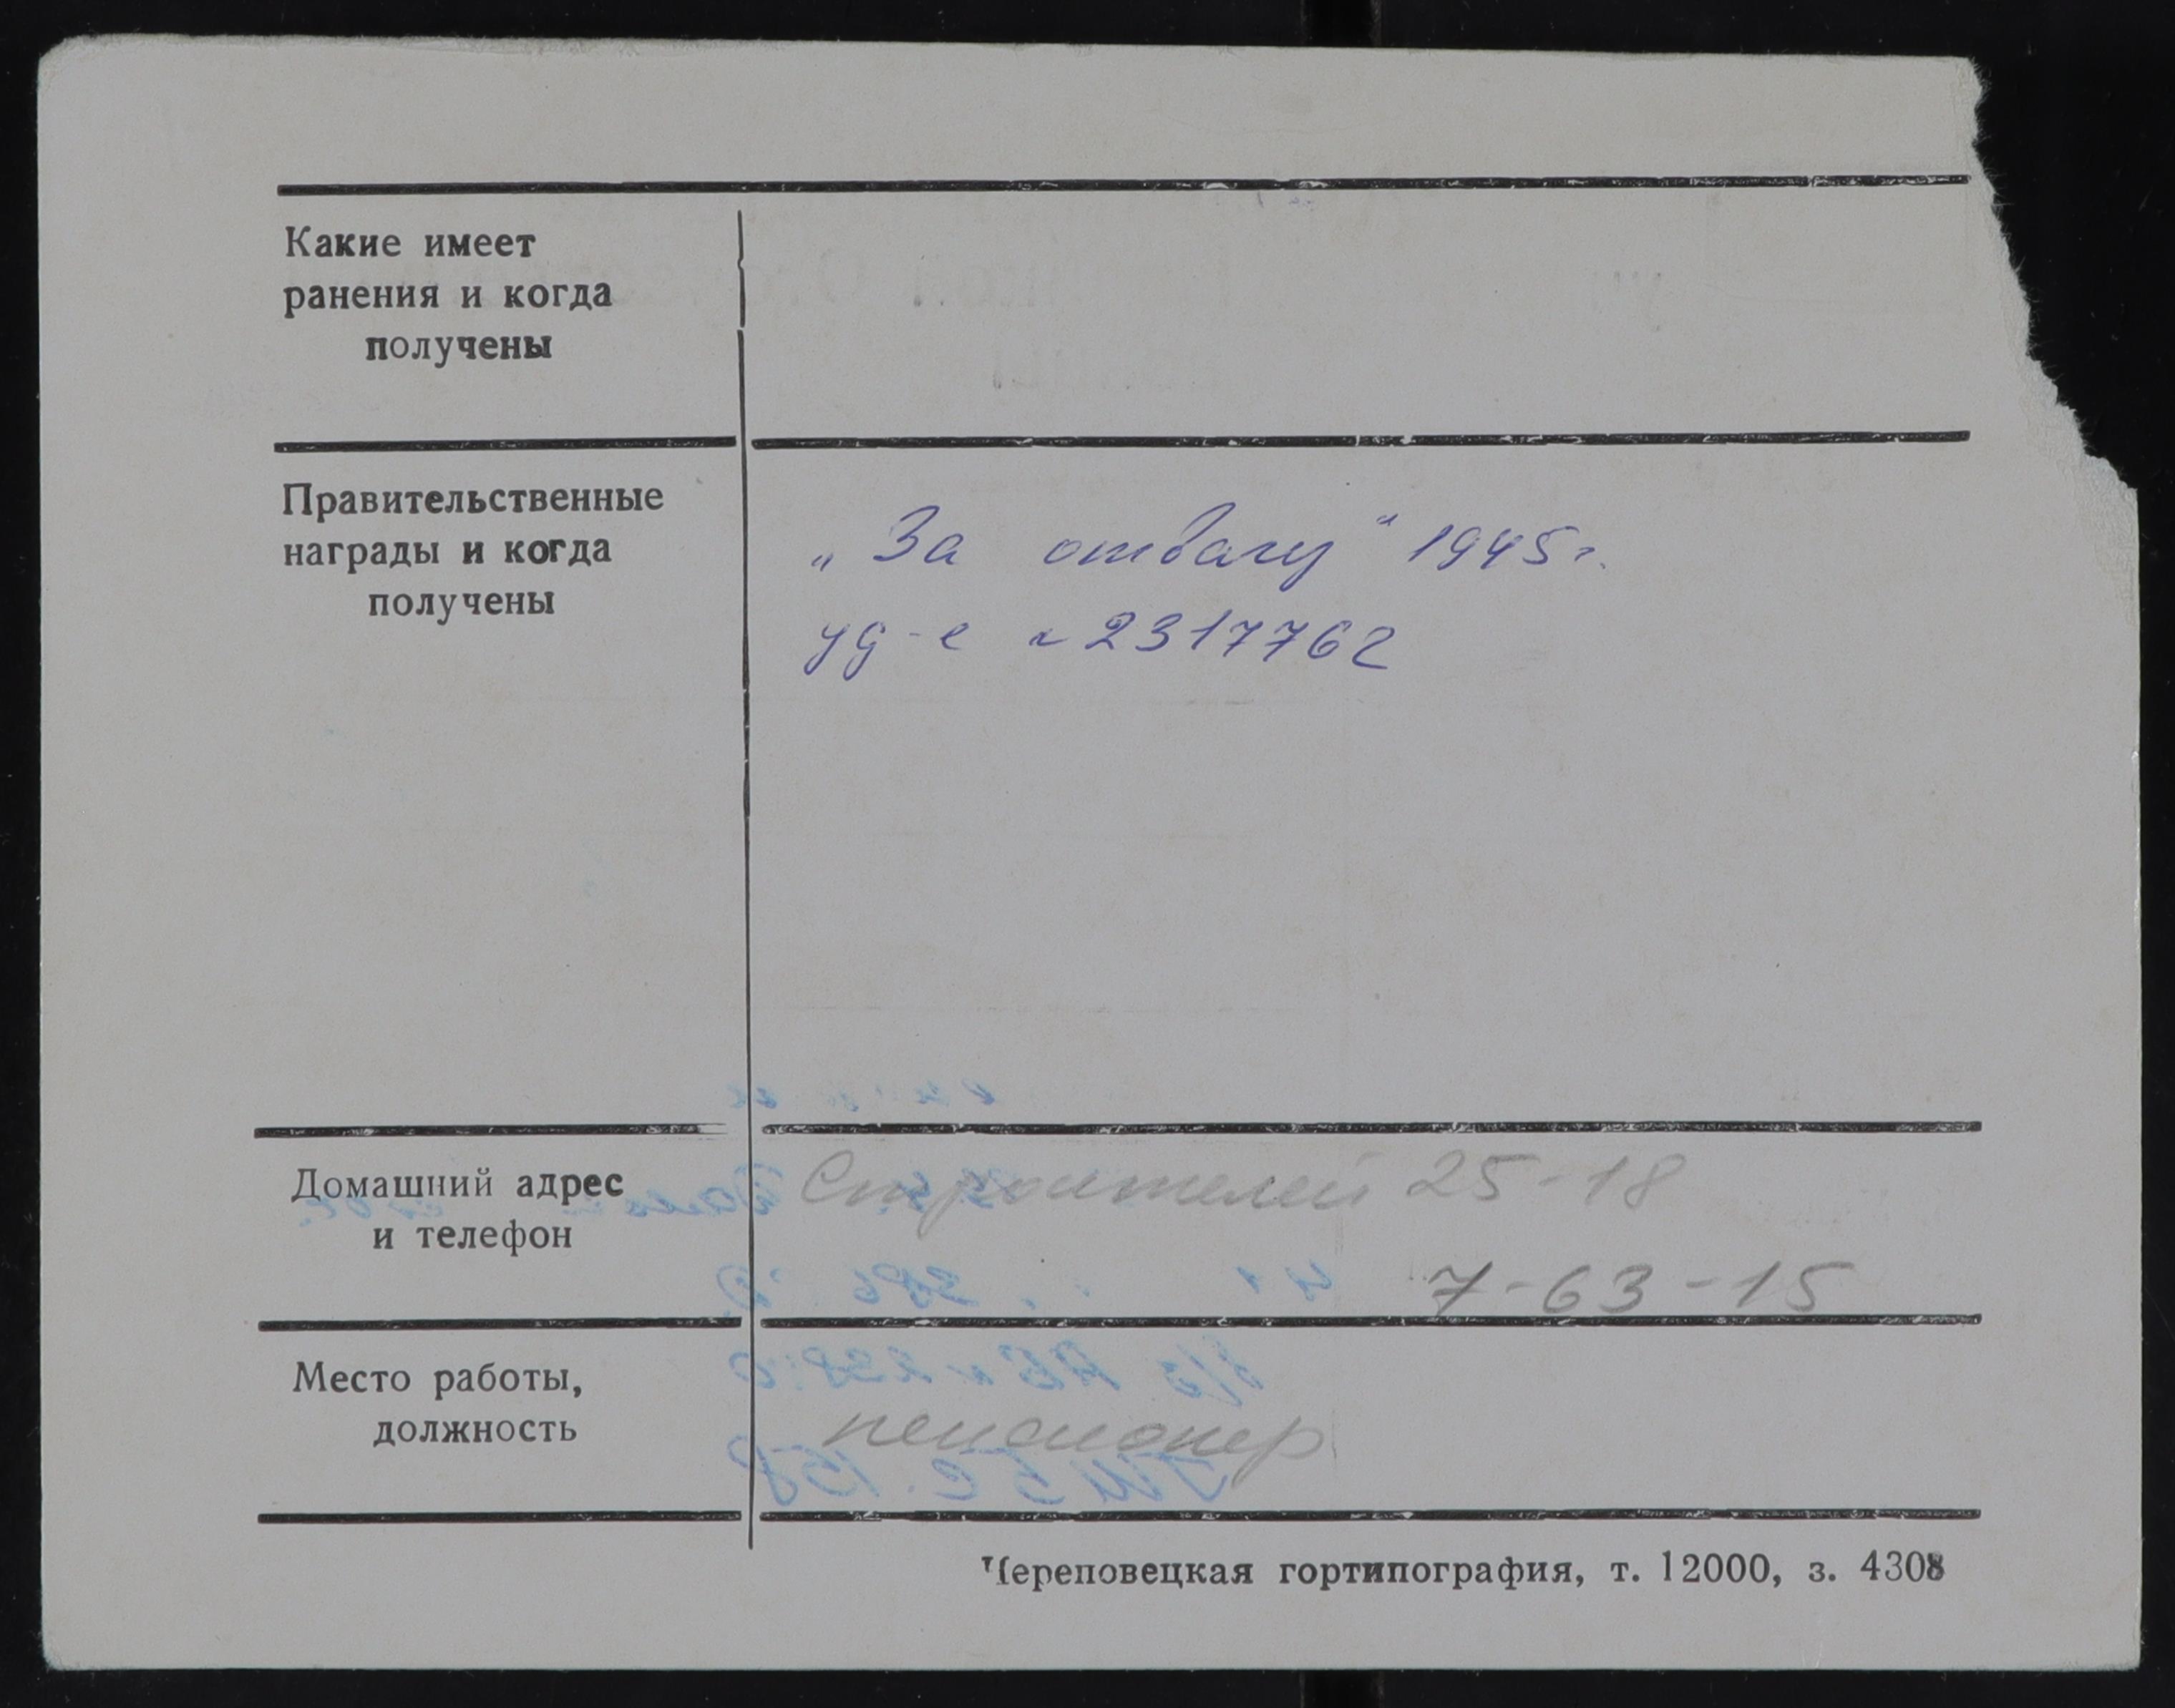 Какие имеет
ранения и когда
получены
Правительственные
награды и когда
получены
„За отвагу“ 1945 г.
уд-е № 2317762
Домашний адрес
и телефон
Строителей 25-18
7-63-15
Место работы,
должность
пенсионер
Череповецкая гортипография, т. 12000, з. 4308